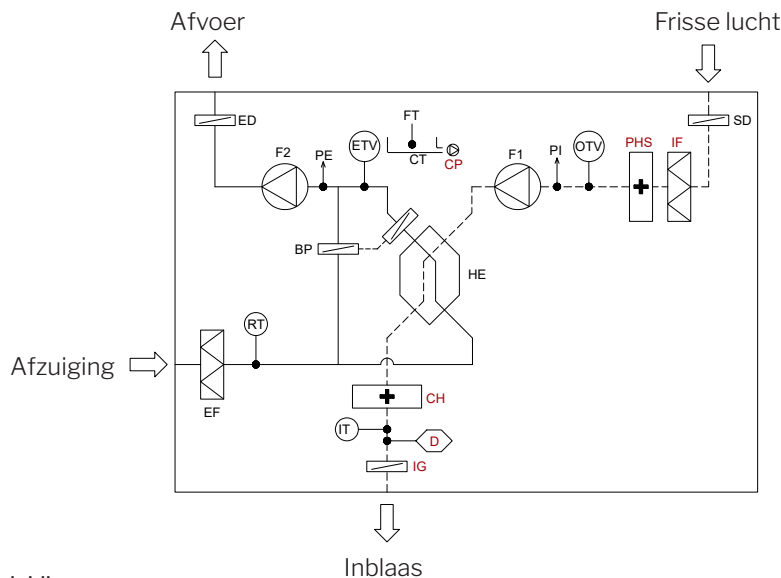 Afvoer
Frisse lucht
ED
FT
SD
F2
PE
ETV
CT
CP
F1
PI
OTV
PHS
IF
BP
HE
RT
Afzuiging
EF
CH
IT
D
IG
Inblaas